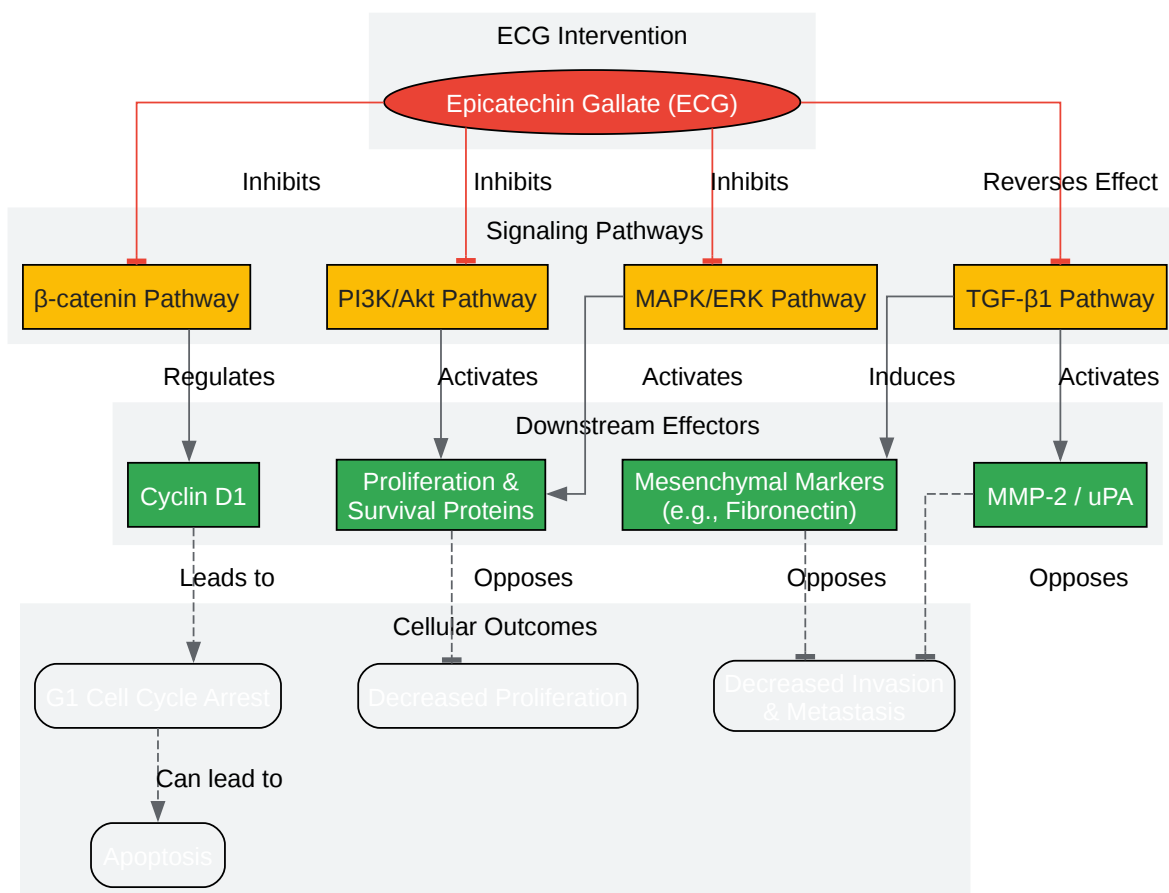 ECG Intervention
Epicatechin Gallate (ECG)
Inhibits
Inhibits
Inhibits
Reverses Effect
Signaling Pathways
β-catenin Pathway
PI3K/Akt Pathway
MAPK/ERK Pathway
TGF-β1 Pathway
Regulates
Activates
Activates
Induces
Activates
Downstream Effectors
Cyclin D1
Proliferation &
Survival Proteins
Mesenchymal Markers
(e.g., Fibronectin)
MMP-2 / uPA
Leads to
Opposes
Opposes
Opposes
Cellular Outcomes
G1 Cell Cycle Arrest
Decreased Proliferation
Decreased Invasion
& Metastasis
Can lead to
Apoptosis